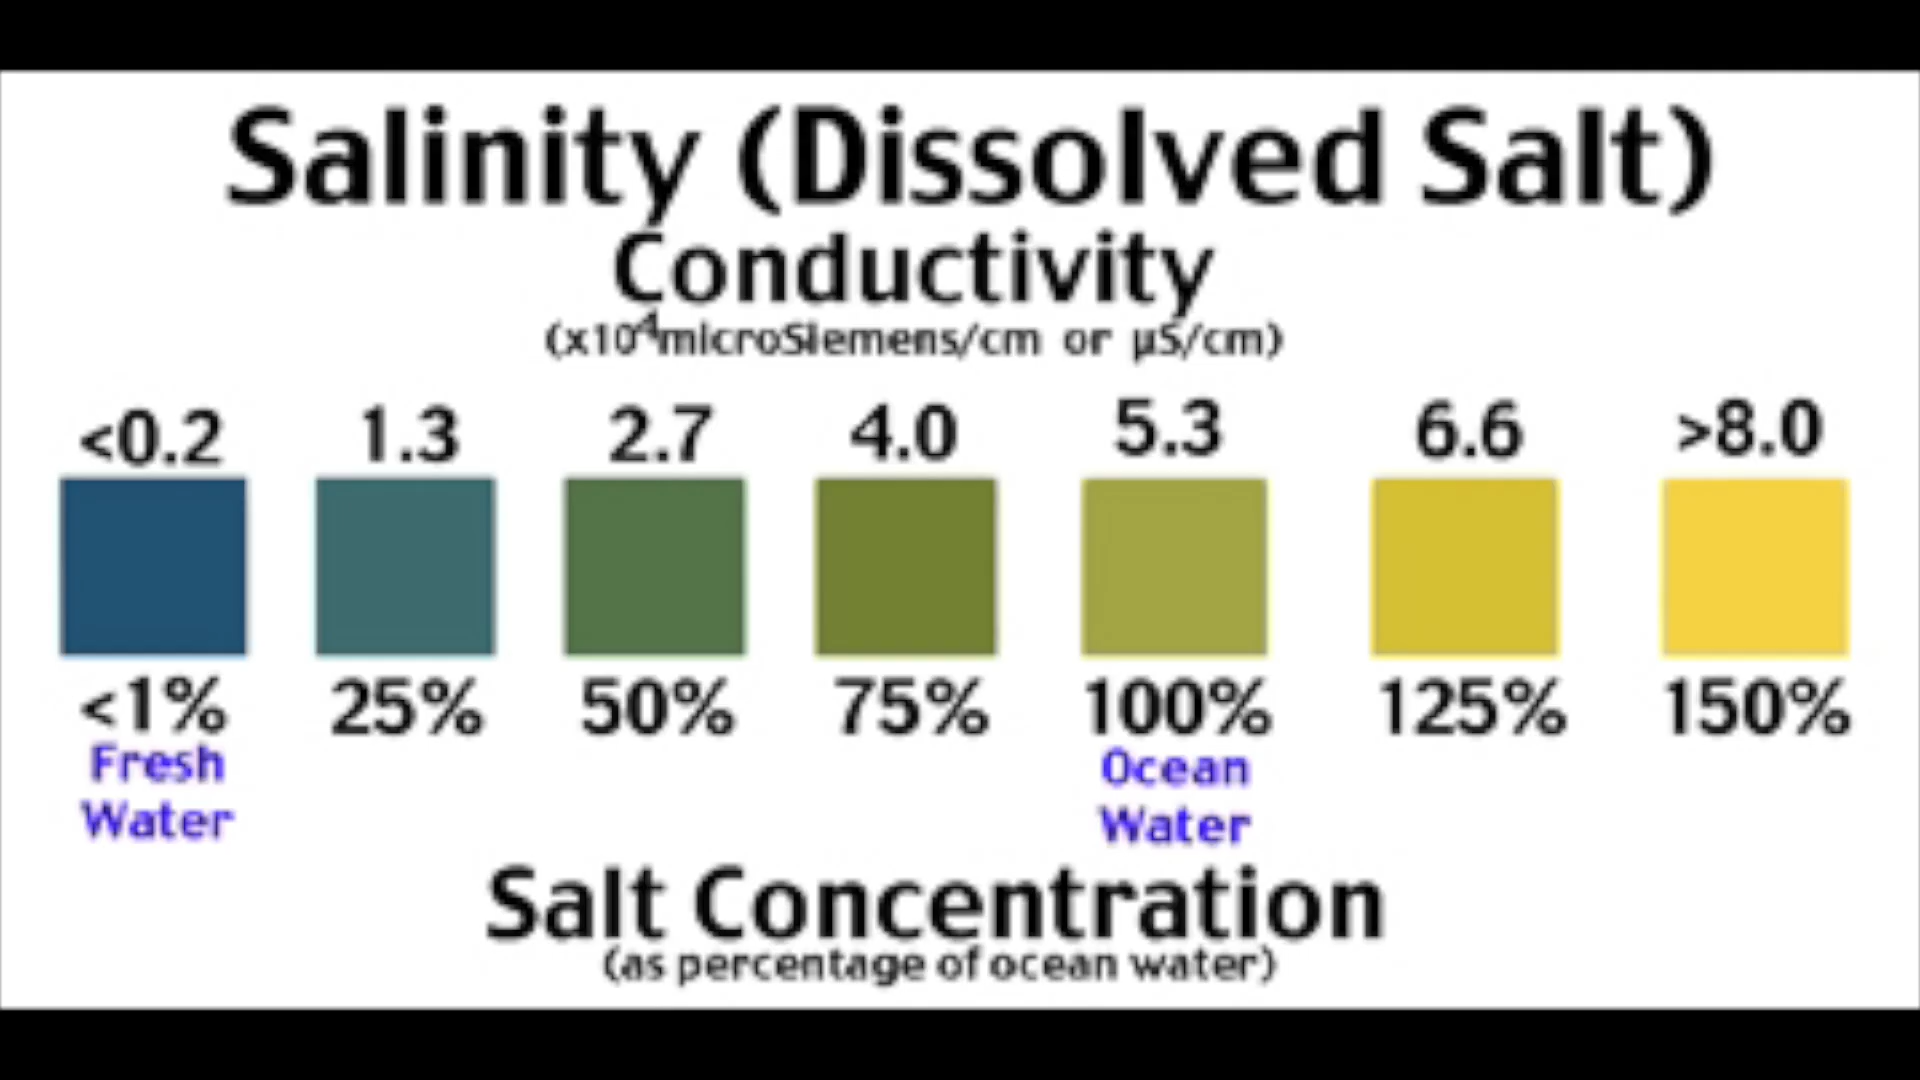 Salinity (Dissolved Salt)
Conductivity
(x10⁴microSiemens/cm or µS/cm)
<0.2 1.3 2.7 4.0 5.3 6.6 >8.0
<1% 25% 50% 75% 100% 125% 150%
Fresh Ocean
Water Water
Salt Concentration
(as percentage of ocean water)